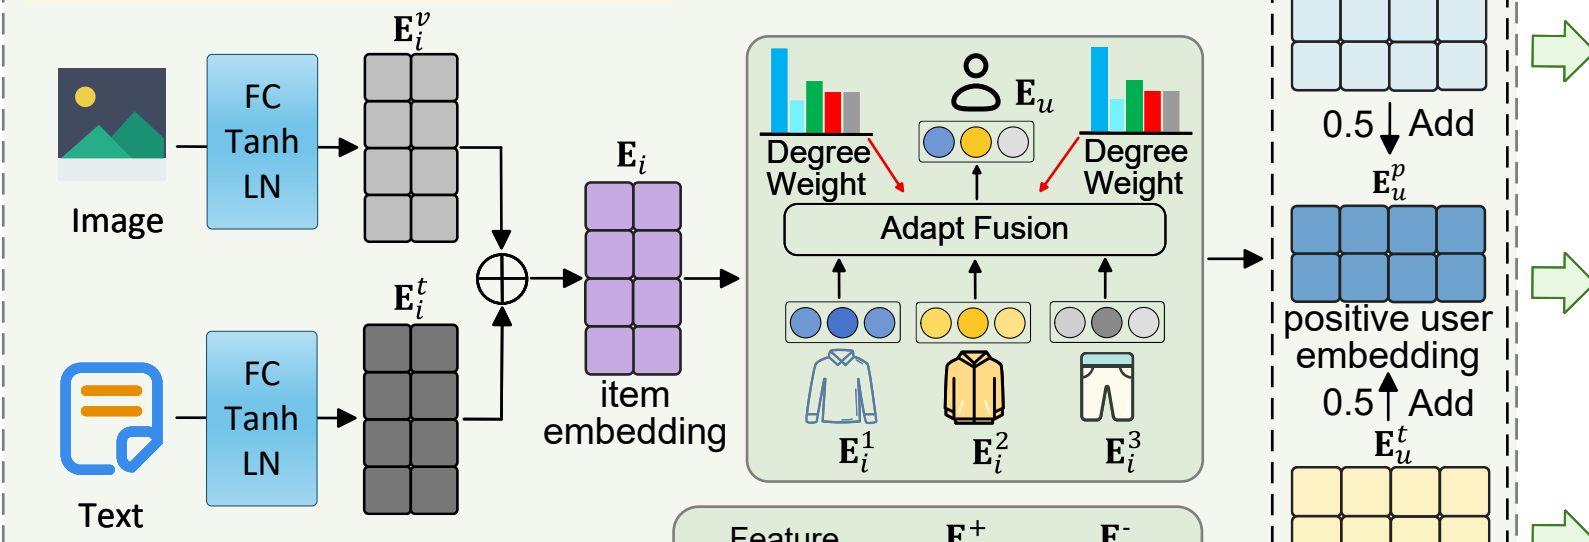 E_i^v
FC
Tanh
LN
Image
E_i^t
FC
Tanh
LN
Text
E_i
item
embedding
E_u
Degree
Weight
Degree
Weight
Adapt Fusion
E_i^1
E_i^2
E_i^3
Feature
0.5
Add
E_u^p
positive user
embedding
0.5
Add
E_u^t